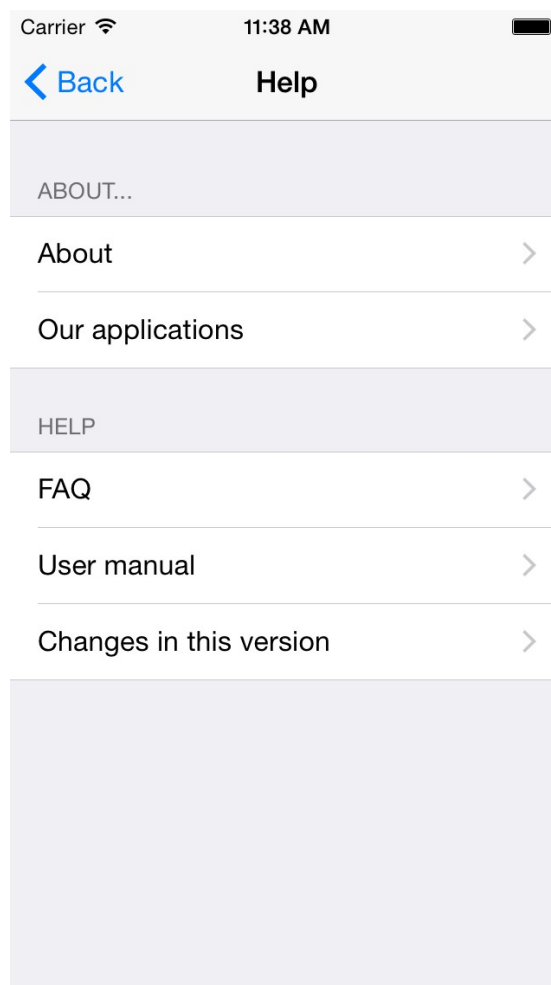 Carrier 11:38 AM
Back Help
ABOUT...
About
Our applications
HELP
FAQ
User manual
Changes in this version